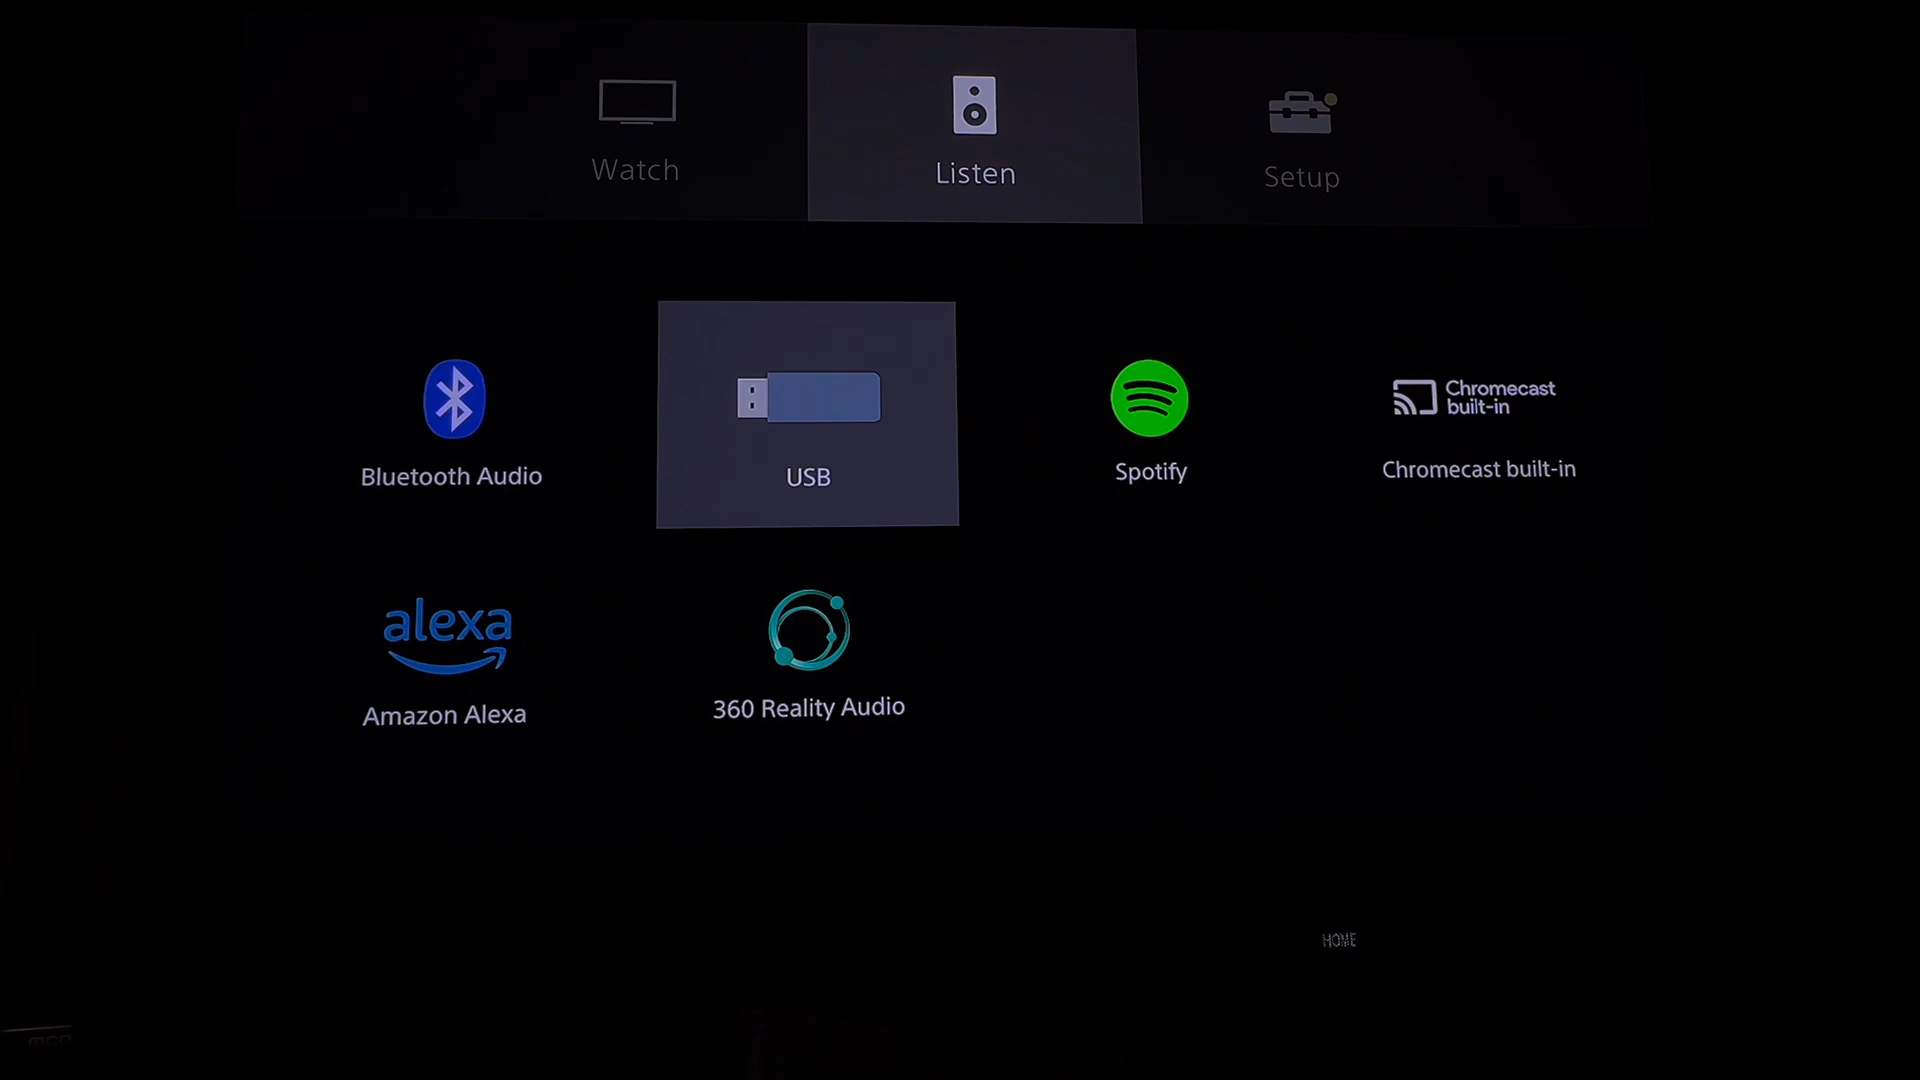 Watch
Listen
Setup
Chromecast
built-in
Bluetooth Audio
USB
Spotify
Chromecast built-in
alexa
Amazon Alexa
360 Reality Audio
HOME